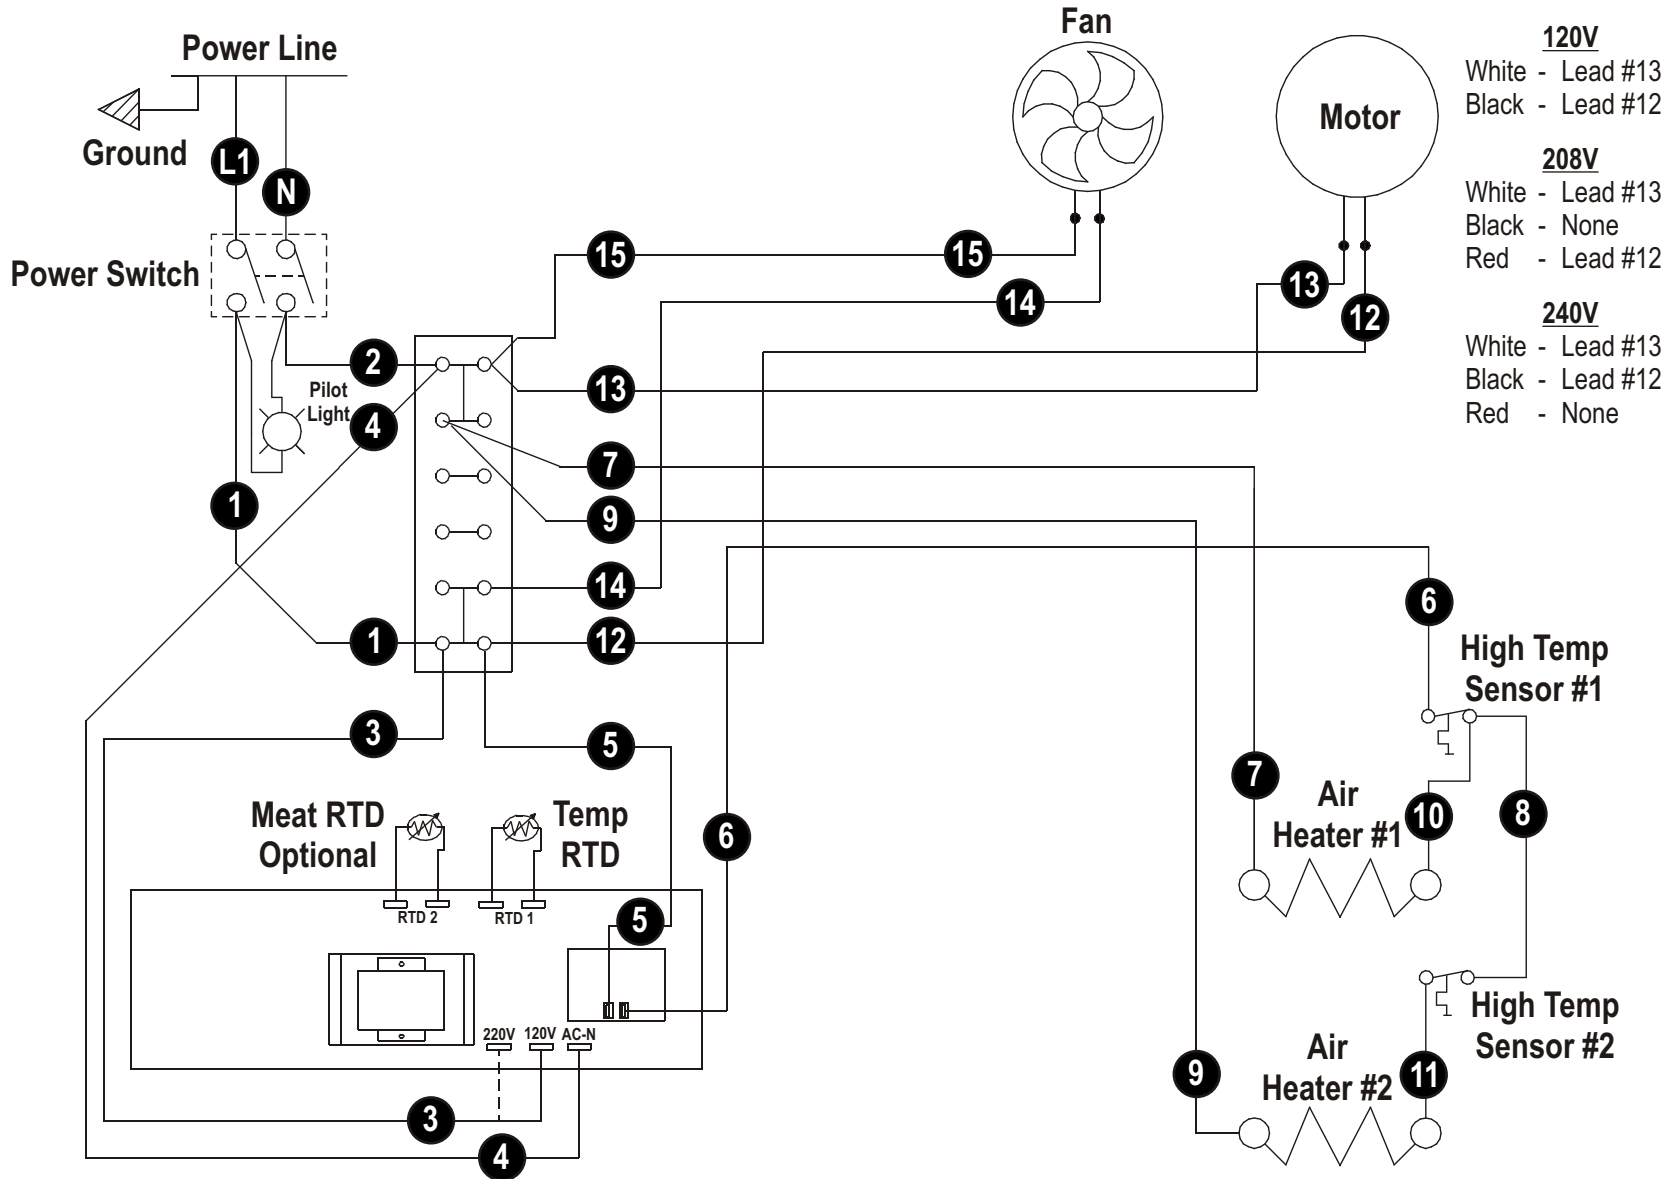 Power Line
Ground
L1
N
Power Switch
Fan
Motor
120V
White - Lead #13
Black - Lead #12
208V
White - Lead #13
Black - None
Red - Lead #12
240V
White - Lead #13
Black - Lead #12
Red - None
15
15
14
13
12
2
Pilot
Light
4
13
7
1
9
14
6
1
12
High Temp
Sensor #1
3
5
7
Air
Heater #1
10
8
Meat RTD
Optional
Temp
RTD
6
RTD 2
RTD 1
5
220V
120V
AC-N
High Temp
Sensor #2
Air
Heater #2
9
11
3
4